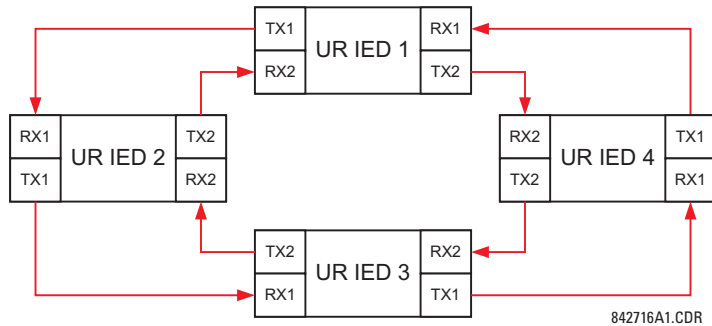 TX1 UR IED 1 RX1
RX2 TX2
RX1 UR IED 2 TX2
TX1 RX2
RX2 UR IED 4 TX1
TX2 RX1
TX2 UR IED 3 RX2
RX1 TX1
842716A1.CDR